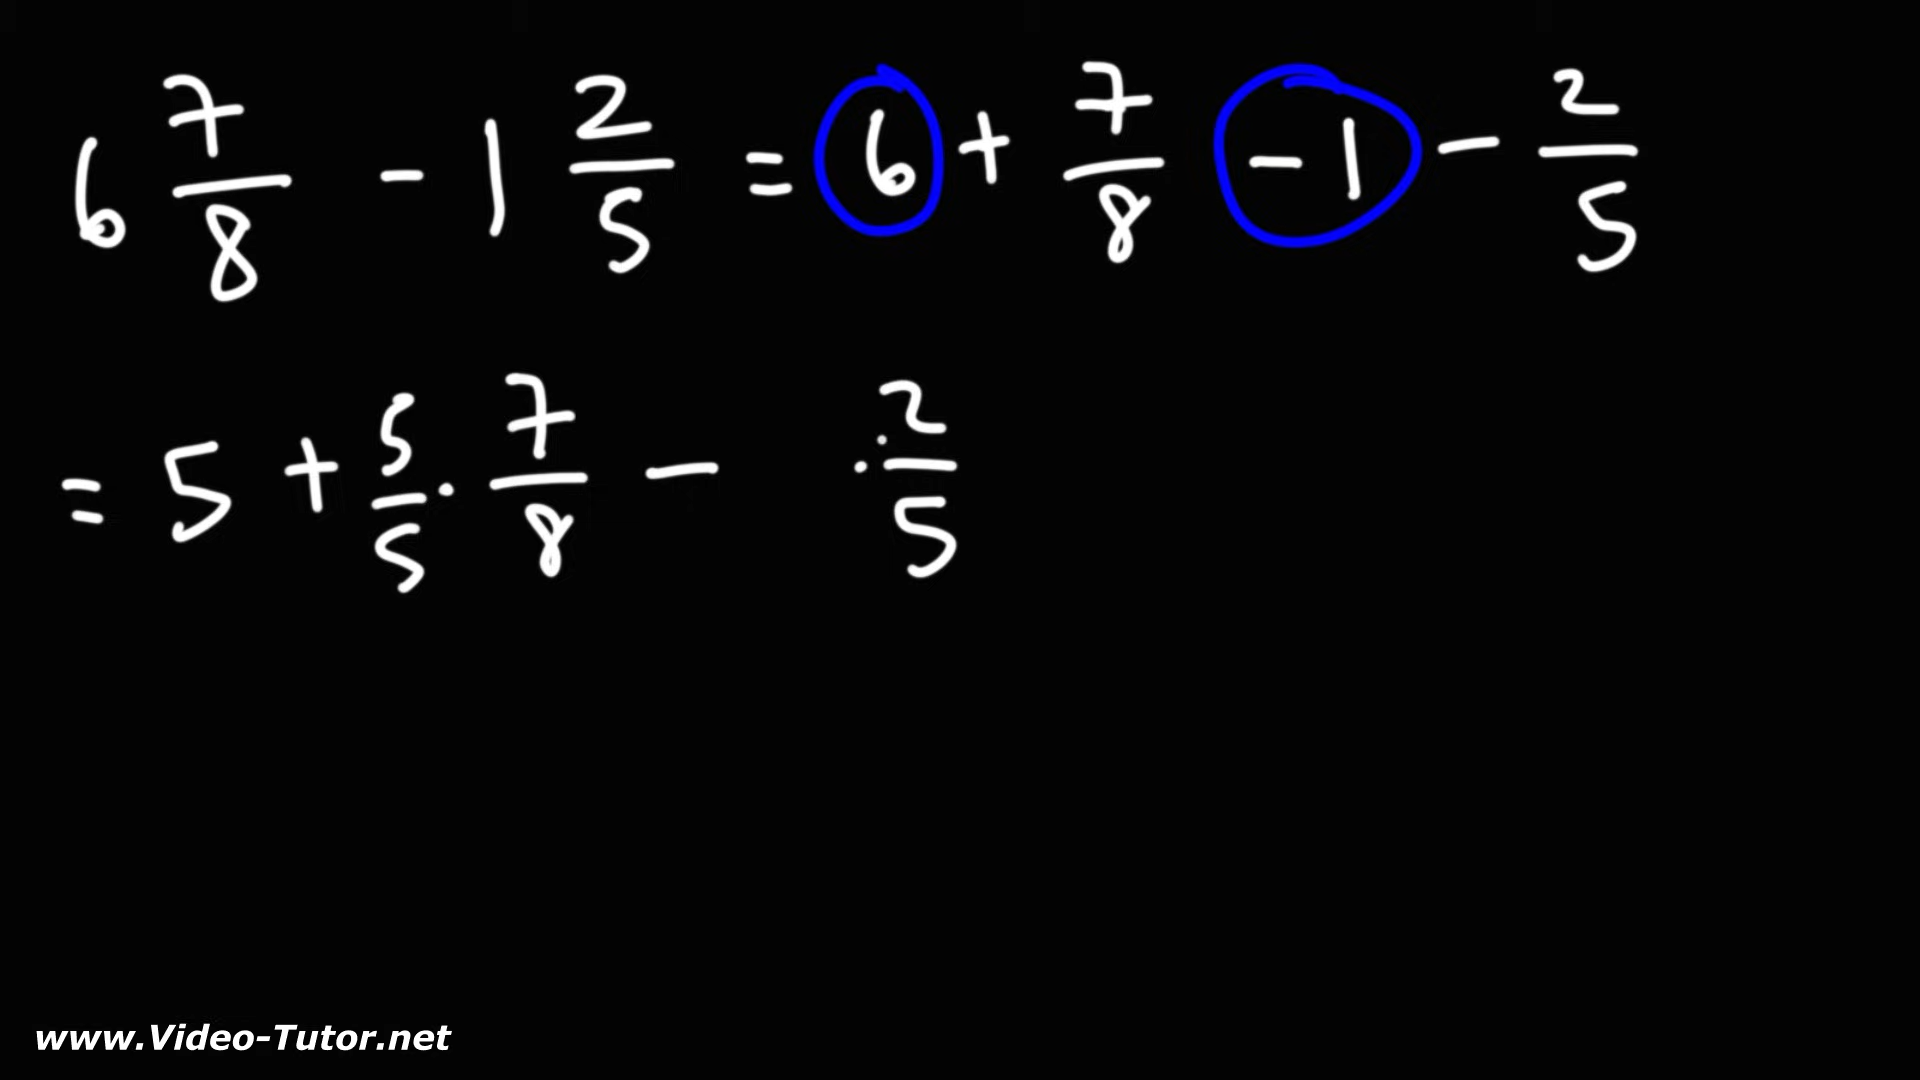 6 7/8 - 1 2/5 = 6 + 7/8 - 1 - 2/5
= 5 + 5/5 · 7/8 - · 2/5
www.Video-Tutor.net